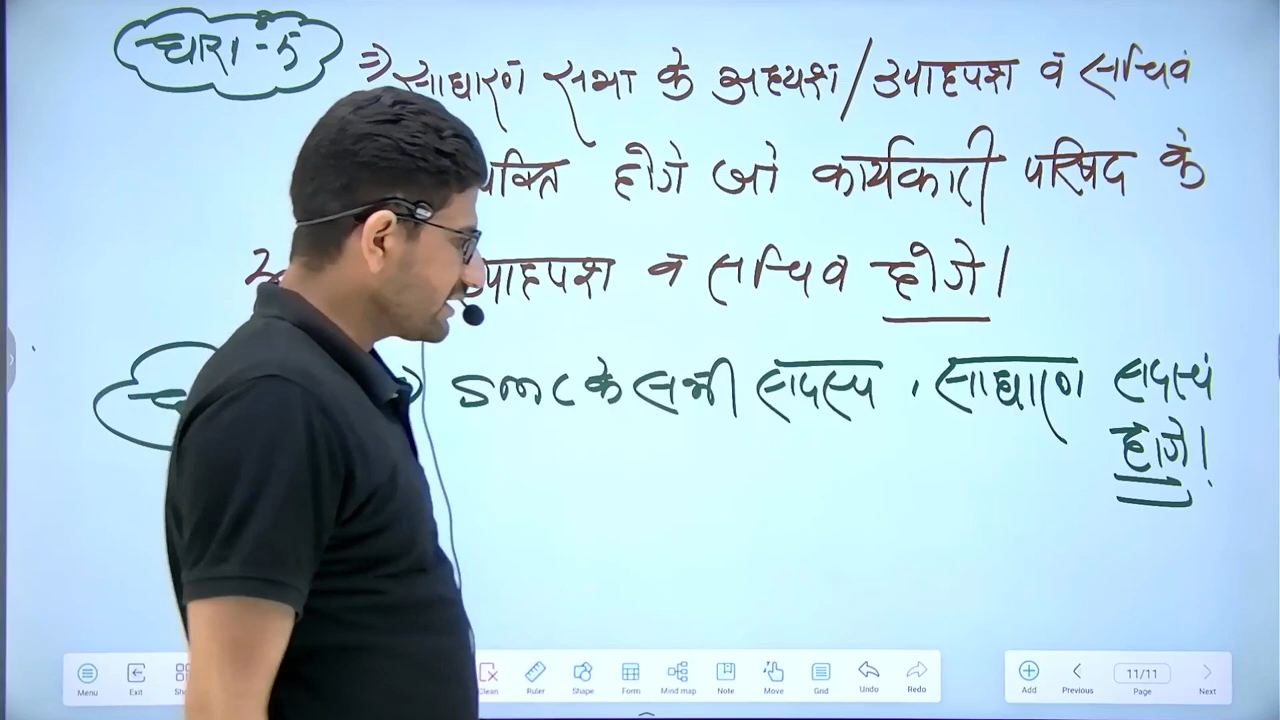 धारा-5
⇒ साधारण सभा के अध्यक्ष/उपाध्यक्ष व सचिव
व्यक्ति होंगे जो कार्यकारी परिषद के
उपाध्यक्ष व सचिव होंगे।
SMC के सभी सदस्य, साधारण सदस्य
होंगे।
Menu Exit Clean Ruler Shape Form Mind map Note Move Grid Undo Redo
Add Previous 11/11 Page Next